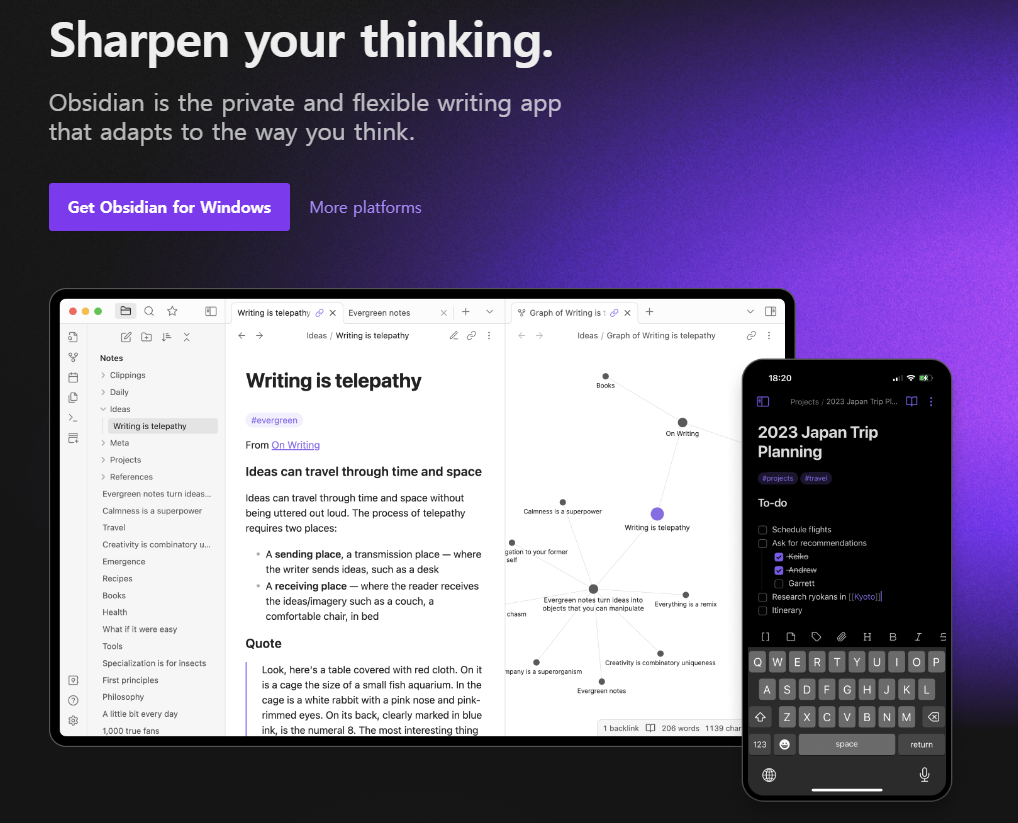 Sharpen your thinking.
Obsidian is the private and flexible writing app
that adapts to the way you think.
Get Obsidian for Windows
More platforms
Writing is telepathy
Evergreen notes
Graph of Writing is
Ideas / Writing is telepathy
Ideas / Graph of Writing is telepathy
Notes
Clippings
Daily
Ideas
Writing is telepathy
Meta
Projects
References
Evergreen notes turn ideas...
Calmness is a superpower
Travel
Creativity is combinatory u...
Emergence
Recipes
Books
Health
What if it were easy
Tools
Specialization is for insects
First principles
Philosophy
A little bit every day
1,000 true fans
Writing is telepathy
#evergreen
From On Writing
Ideas can travel through time and space
Ideas can travel through time and space without
being uttered out loud. The process of telepathy
requires two places:
A sending place, a transmission place — where
the writer sends ideas, such as a desk
A receiving place — where the reader receives
the ideas/imagery such as a couch, a
comfortable chair, in bed
Quote
Look, here's a table covered with red cloth. On it
is a cage the size of a small fish aquarium. In the
cage is a white rabbit with a pink nose and pink-
rimmed eyes. On its back, clearly marked in blue
ink, is the numeral 8. The most interesting thing
Books
On Writing
Calmness is a superpower
Writing is telepathy
gation to your former
self
Evergreen notes turn ideas into
objects that you can manipulate
Everything is a remix
chasm
Creativity is combinatory uniqueness
mpany is a superorganism
Evergreen notes
1 backlink
206 words
1139 char
18:20
Projects / 2023 Japan Trip Pl...
2023 Japan Trip
Planning
#projects #travel
To-do
Schedule flights
Ask for recommendations
Keiko
Andrew
Garrett
Research ryokans in [[Kyoto]]
Itinerary
[] H B I S
Q W E R T Y U I O P
A S D F G H J K L
Z X C V B N M
123 space return